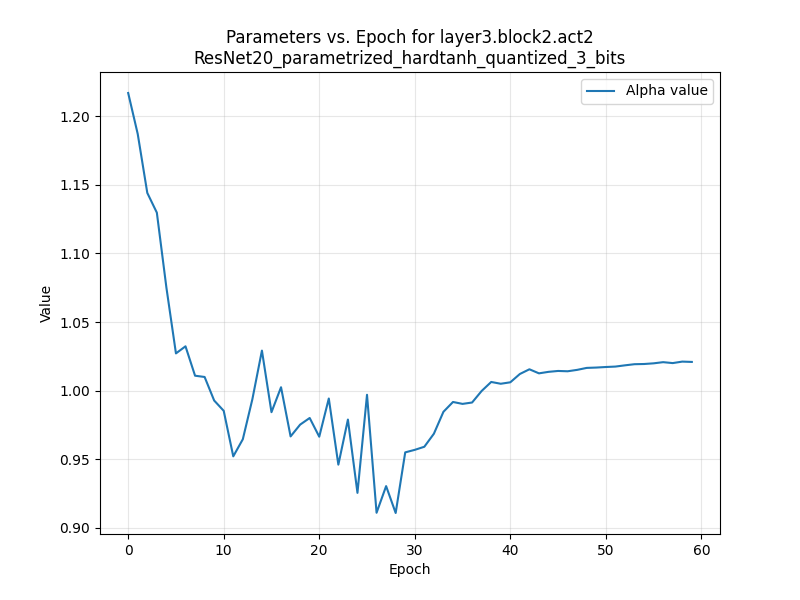 Parameters vs. Epoch for layer3.block2.act2
ResNet20_parametrized_hardtanh_quantized_3_bits
Alpha value
1.20
1.15
1.10
1.05
1.00
0.95
0.90
Value
0 10 20 30 40 50 60
Epoch